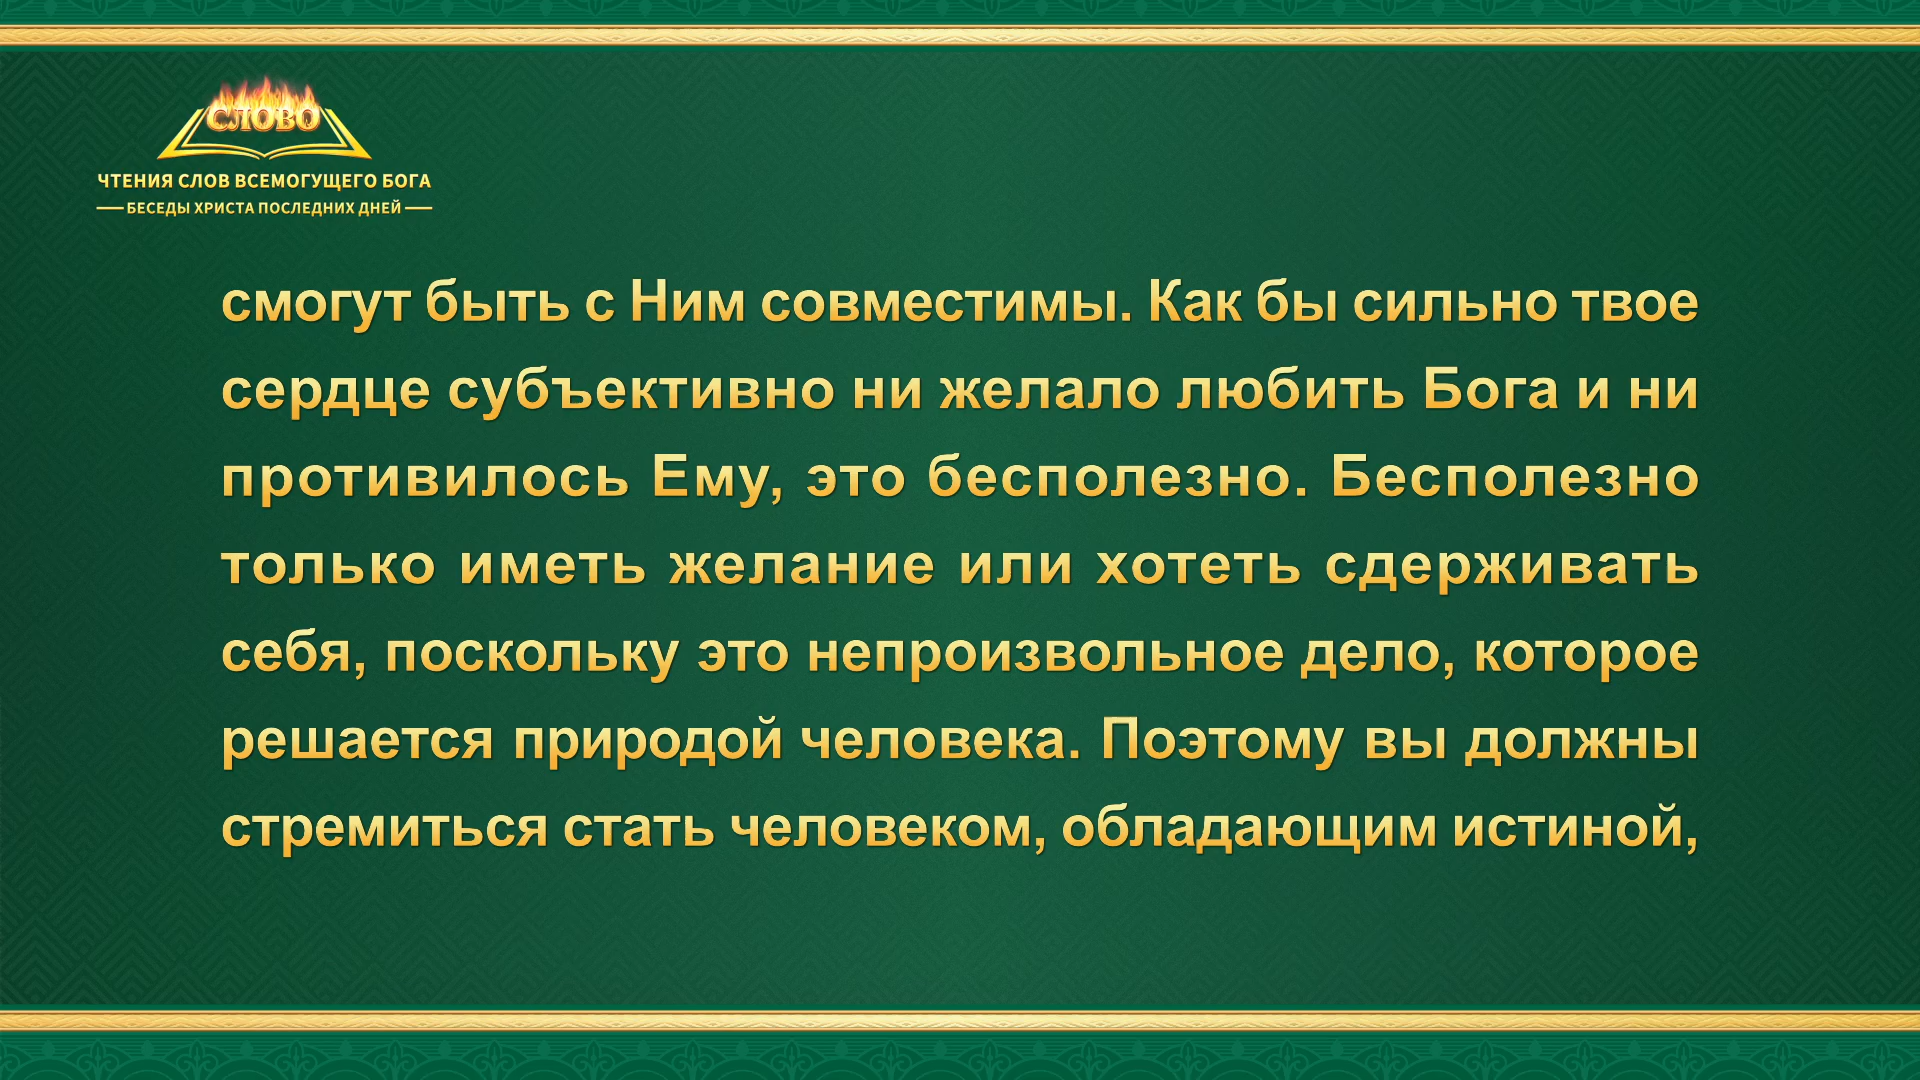 СЛОВО
ЧТЕНИЯ СЛОВ ВСЕМОГУЩЕГО БОГА
БЕСЕДЫ ХРИСТА ПОСЛЕДНИХ ДНЕЙ
смогут быть с Ним совместимы. Как бы сильно твое
сердце субъективно ни желало любить Бога и ни
противилось Ему, это бесполезно. Бесполезно
только иметь желание или хотеть сдерживать
себя, поскольку это непроизвольное дело, которое
решается природой человека. Поэтому вы должны
стремиться стать человеком, обладающим истиной,